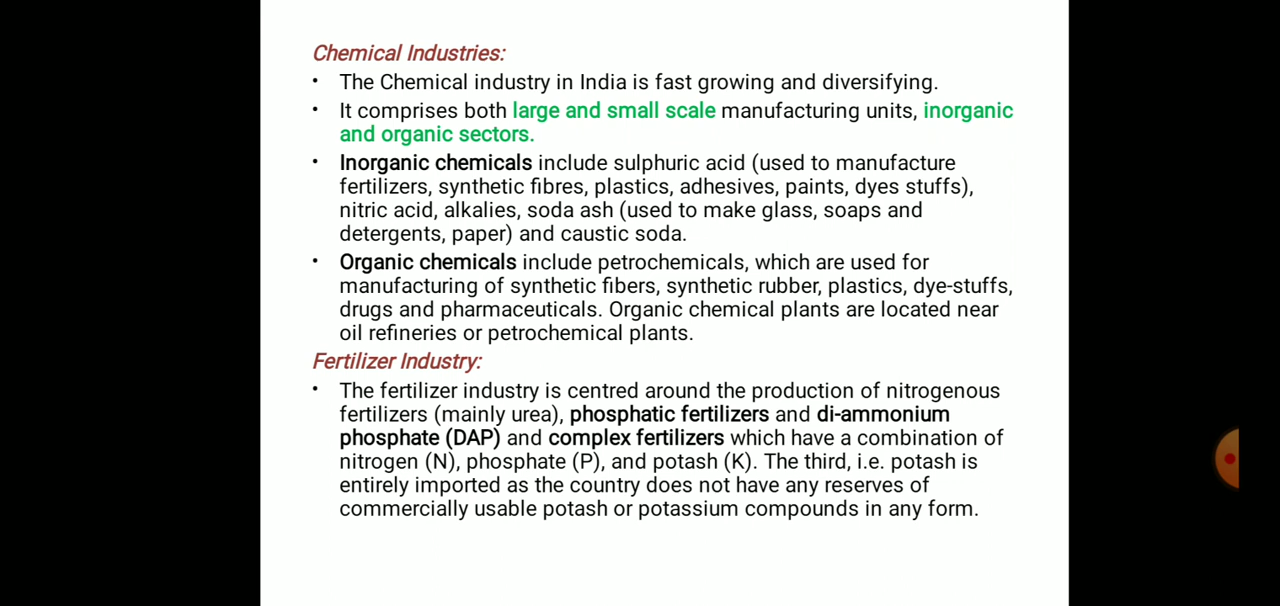 Chemical Industries:
• The Chemical industry in India is fast growing and diversifying.
• It comprises both large and small scale manufacturing units, inorganic
and organic sectors.
• Inorganic chemicals include sulphuric acid (used to manufacture
fertilizers, synthetic fibres, plastics, adhesives, paints, dyes stuffs),
nitric acid, alkalies, soda ash (used to make glass, soaps and
detergents, paper) and caustic soda.
• Organic chemicals include petrochemicals, which are used for
manufacturing of synthetic fibers, synthetic rubber, plastics, dye-stuffs,
drugs and pharmaceuticals. Organic chemical plants are located near
oil refineries or petrochemical plants.
Fertilizer Industry:
• The fertilizer industry is centred around the production of nitrogenous
fertilizers (mainly urea), phosphatic fertilizers and di-ammonium
phosphate (DAP) and complex fertilizers which have a combination of
nitrogen (N), phosphate (P), and potash (K). The third, i.e. potash is
entirely imported as the country does not have any reserves of
commercially usable potash or potassium compounds in any form.